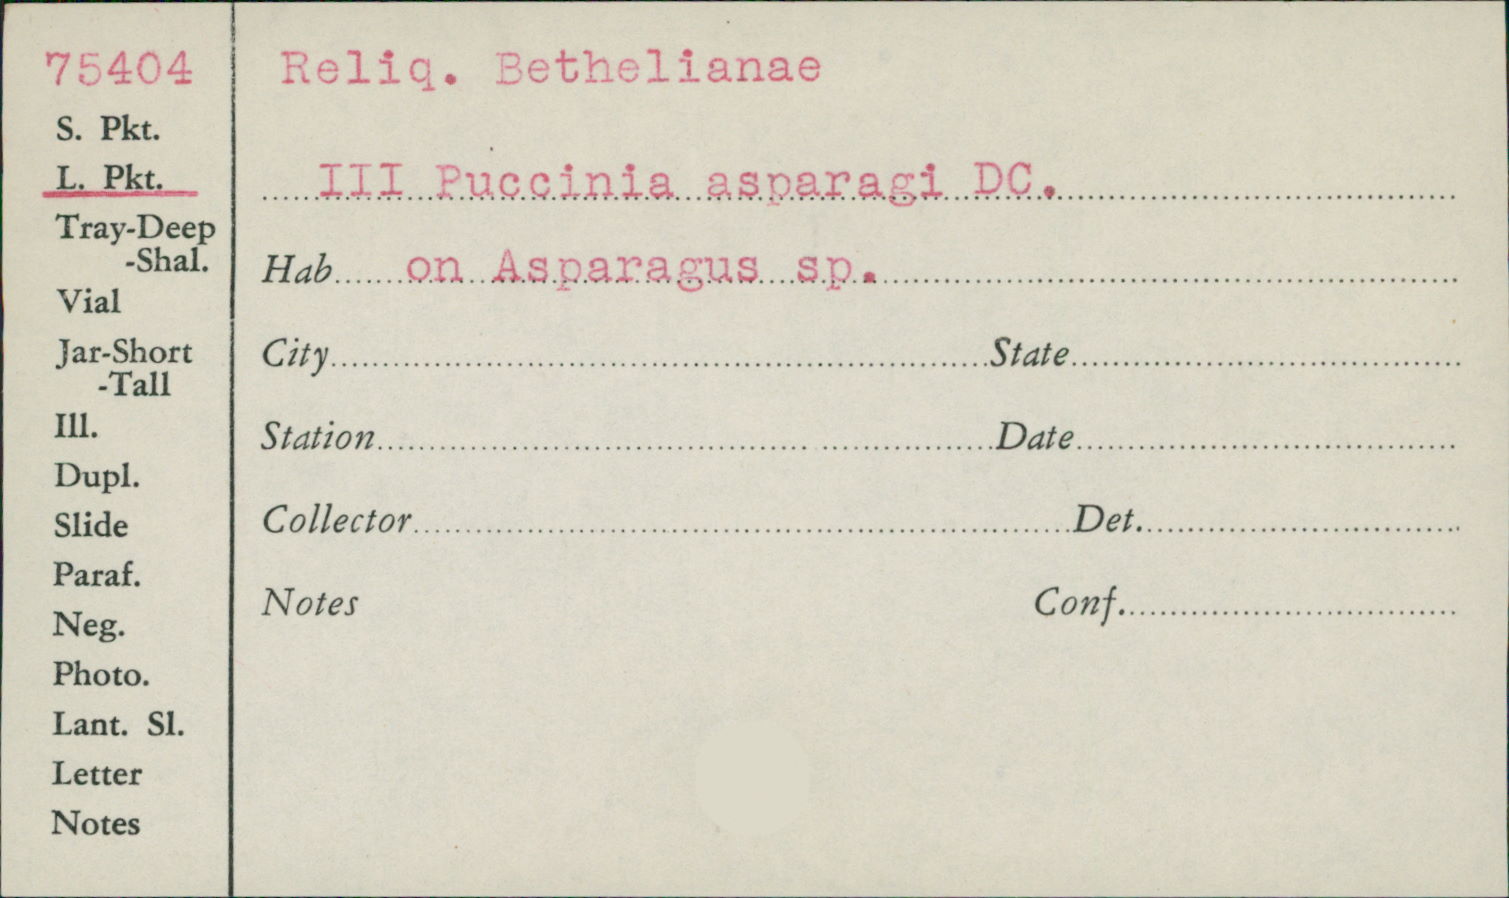 75404
S. Pkt.
L. Pkt.
Tray-Deep
-Shal.
Vial
Jar-Short
-Tall
Ill.
Dupl.
Slide
Paraf.
Neg.
Photo.
Lant. Sl.
Letter
Notes
Reliq. Bethelianae
III Puccinia asparagi DC.
Hab on Asparagus sp.
City State
Station Date
Collector Det.
Notes Conf.